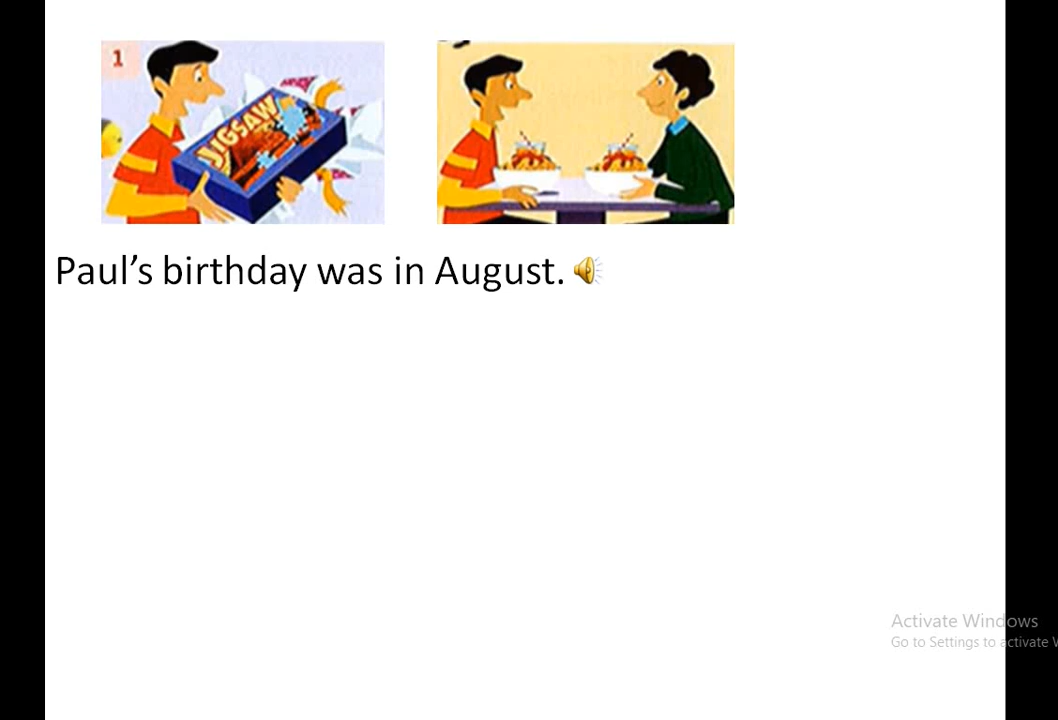 1
JIGSAW
Paul’s birthday was in August.
Activate Windows
Go to Settings to activate W